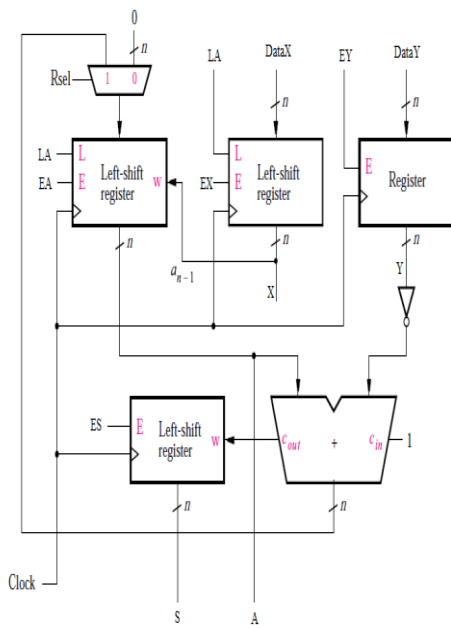 0
n
LA
DataX
EY
DataY
Rsel
1 0
n
n
LA
L
EA
E
Left-shift
register
w
L
EX
E
Left-shift
register
E
Register
n
n
n
a n−1
X
Y
ES
E
Left-shift
register
w
c out
+
c in
1
n
n
Clock
S
A